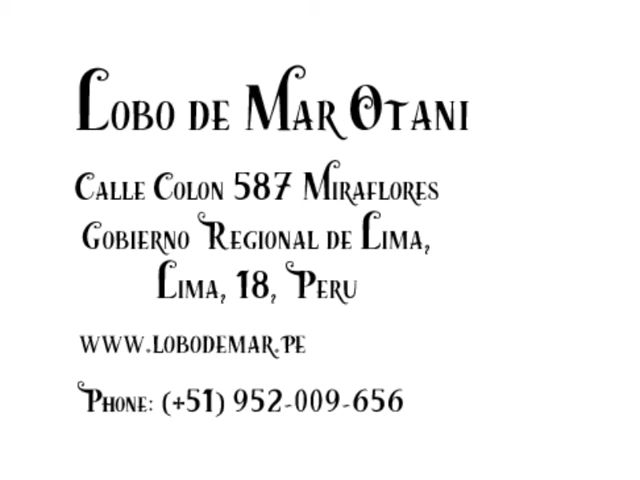 Lobo de Mar Otani
Calle Colon 587 Miraflores
Gobierno Regional de Lima,
Lima, 18, Peru
www.lobodemar.pe
Phone: (+51) 952-009-656